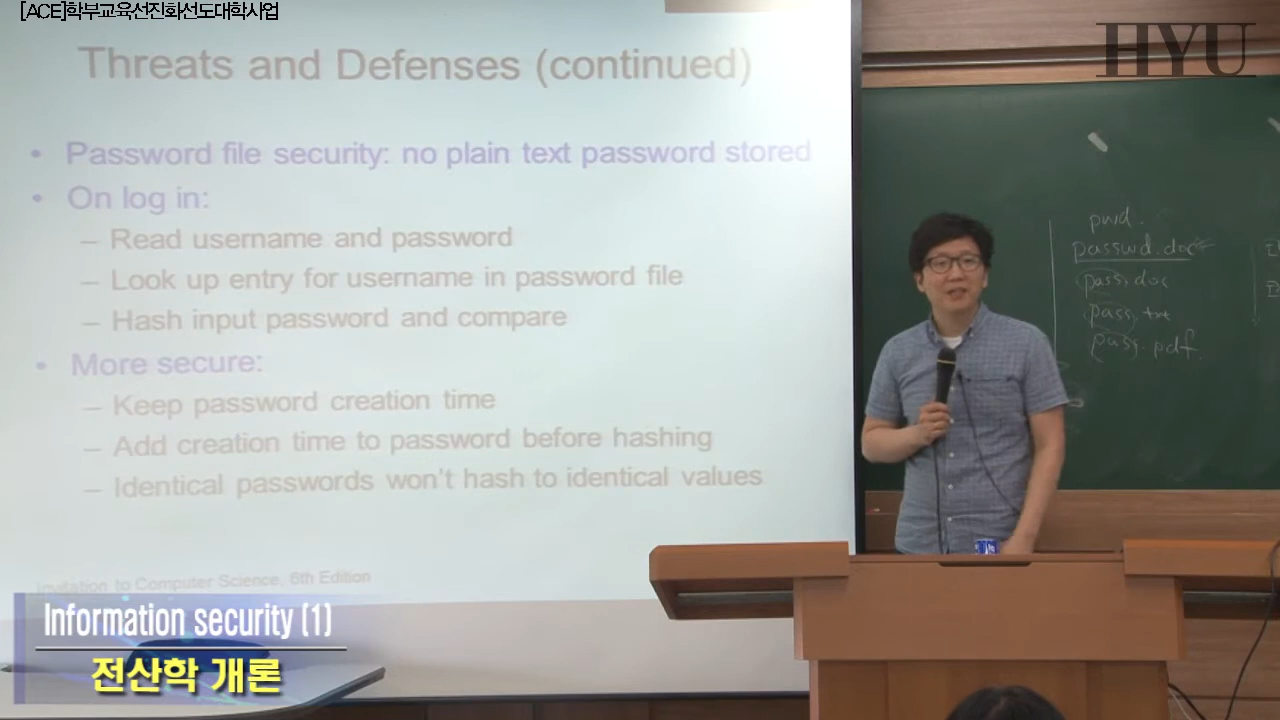 [ACE]학부교육선진화선도대학사업
HYU
Threats and Defenses (continued)
• Password file security: no plain text password stored
• On log in:
– Read username and password
– Look up entry for username in password file
– Hash input password and compare
• More secure:
– Keep password creation time
– Add creation time to password before hashing
– Identical passwords won't hash to identical values
pwd.
passwd.doc
pass.doc
pass.txt
pass.pdf.
to Computer Science, 6th Edition
Information security (1)
전산학 개론